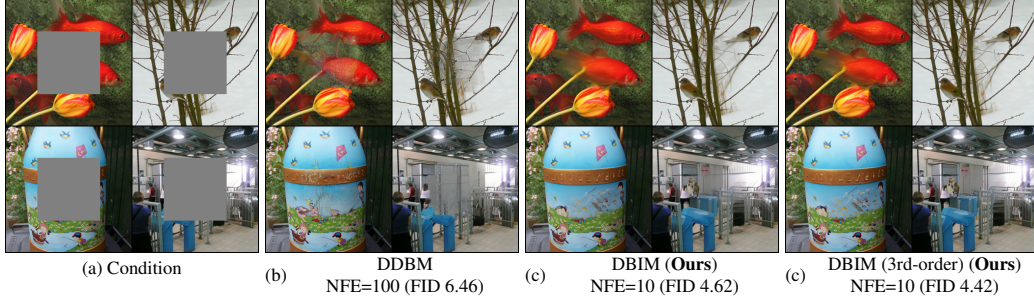 (a) Condition
(b)
DDBM
NFE=100 (FID 6.46)
(c)
DBIM (Ours)
NFE=10 (FID 4.62)
(c)
DBIM (3rd-order) (Ours)
NFE=10 (FID 4.42)